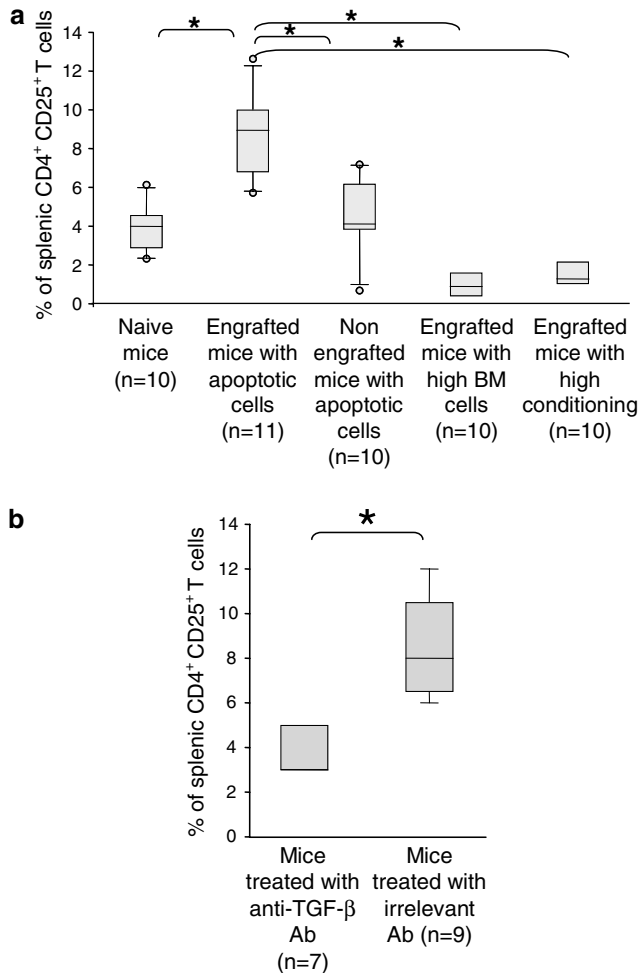 a
% of splenic CD4⁺ CD25⁺ T cells
14
12
10
8
6
4
2
0
*
*
*
*
Naive
mice
(n=10)
Engrafted
mice with
apoptotic
cells
(n=11)
Non
engrafted
mice with
apoptotic
cells
(n=10)
Engrafted
mice with
high BM
cells
(n=10)
Engrafted
mice with
high
conditioning
(n=10)
b
% of splenic CD4⁺ CD25⁺ T cells
14
12
10
8
6
4
2
0
*
Mice
treated with
anti-TGF-β
Ab
(n=7)
Mice
treated with
irrelevant
Ab (n=9)